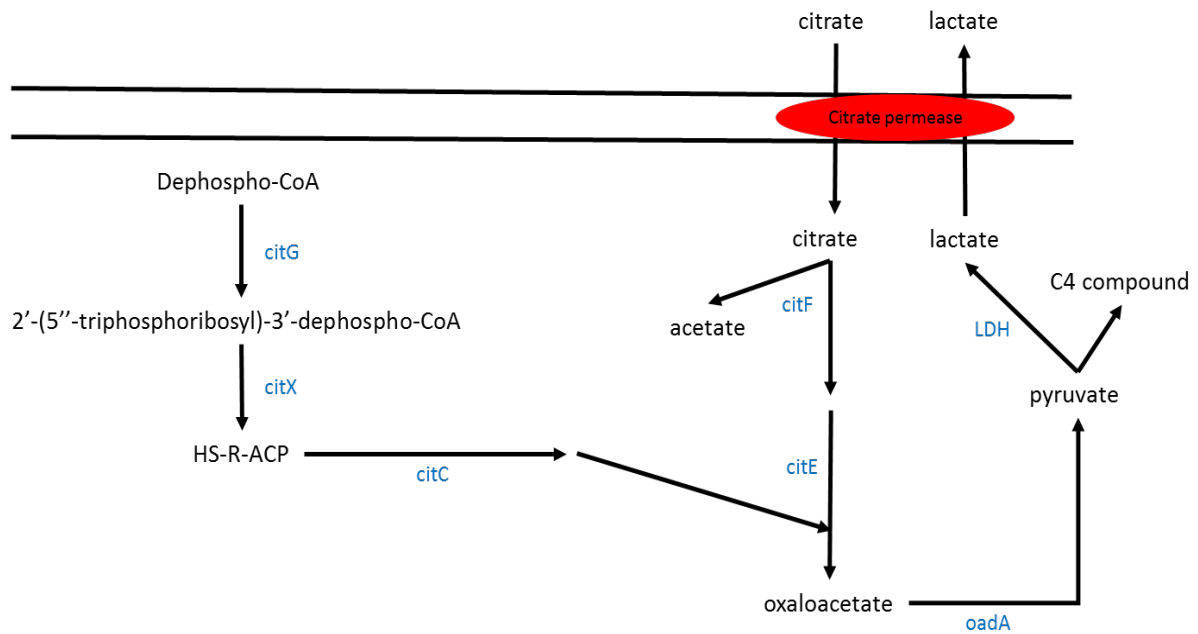 citrate
lactate
Citrate permease
Dephospho-CoA
citG
citrate
lactate
C4 compound
2’-(5’’-triphosphoribosyl)-3’-dephospho-CoA
acetate
citF
LDH
citX
pyruvate
HS-R-ACP
citC
citE
oxaloacetate
oadA